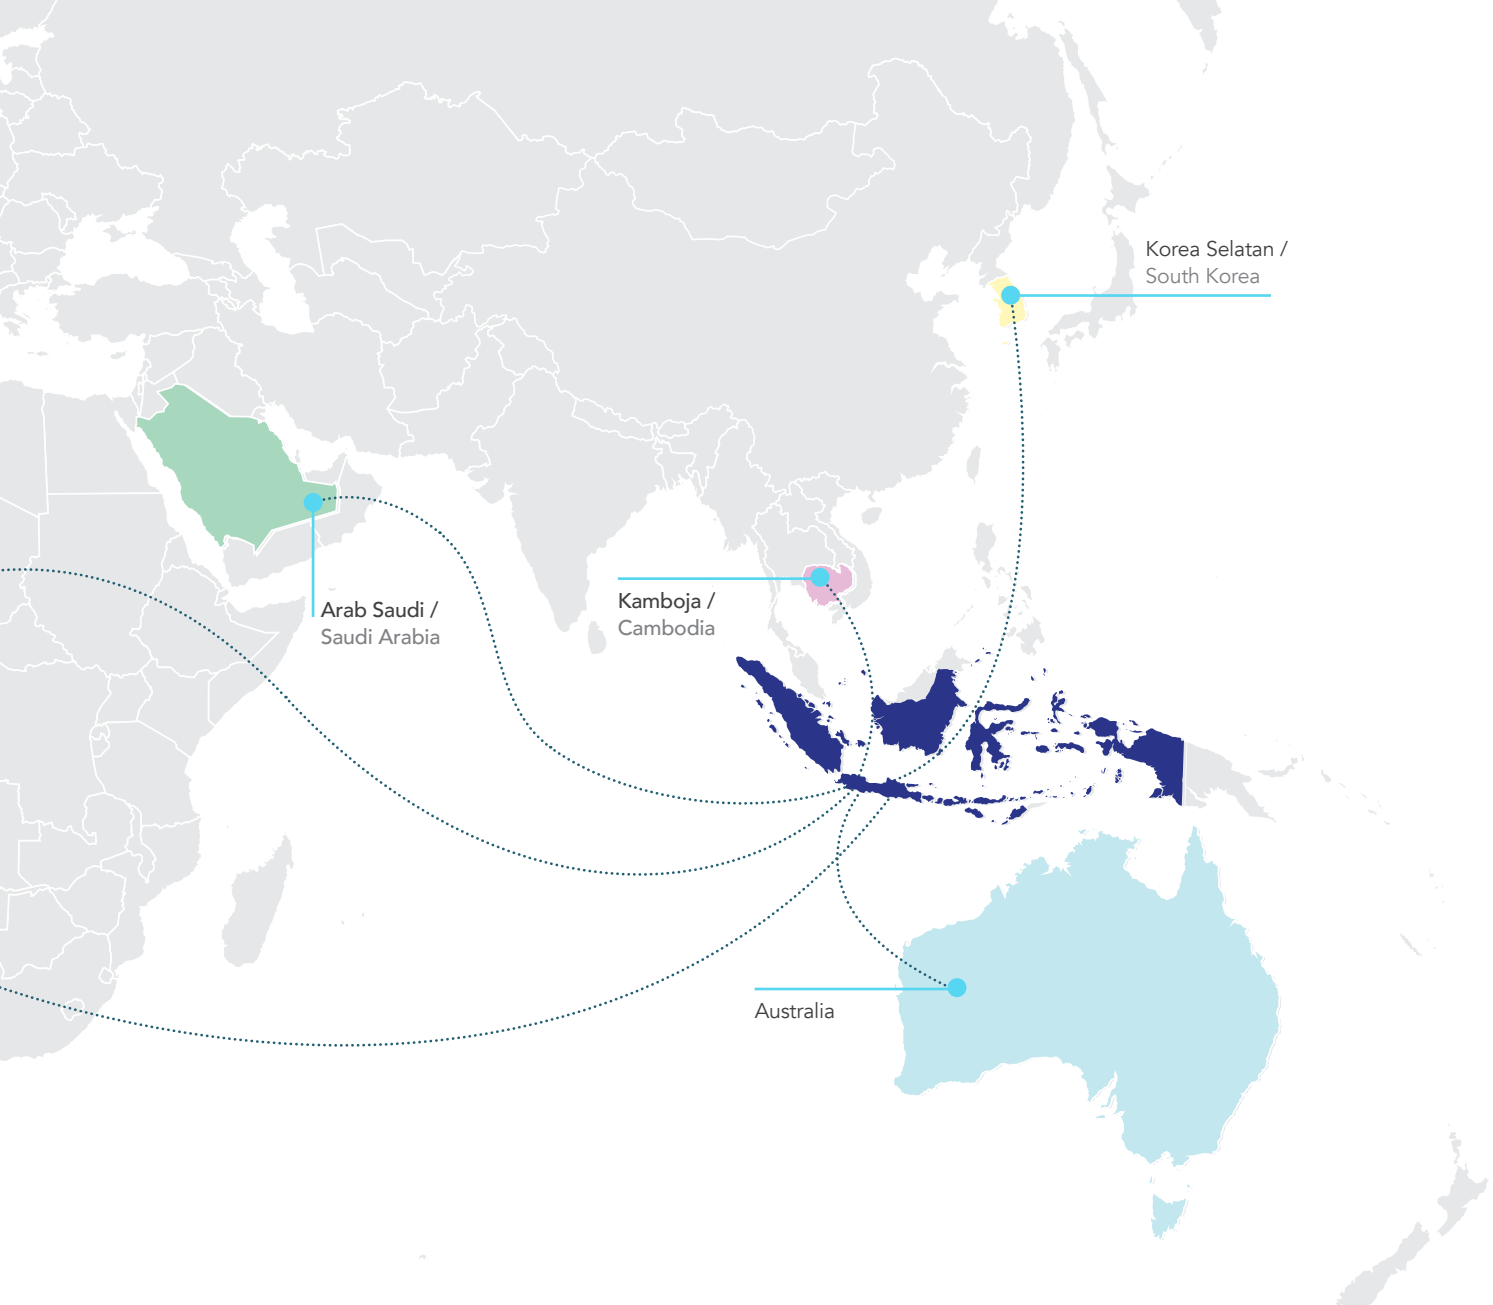 Korea Selatan /
South Korea
Arab Saudi /
Saudi Arabia
Kamboja /
Cambodia
Australia